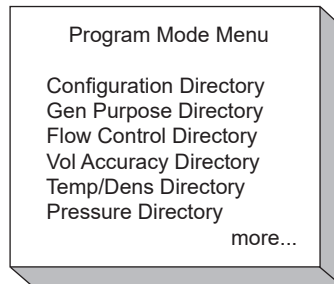 Program Mode Menu
Configuration Directory
Gen Purpose Directory
Flow Control Directory
Vol Accuracy Directory
Temp/Dens Directory
Pressure Directory
more...